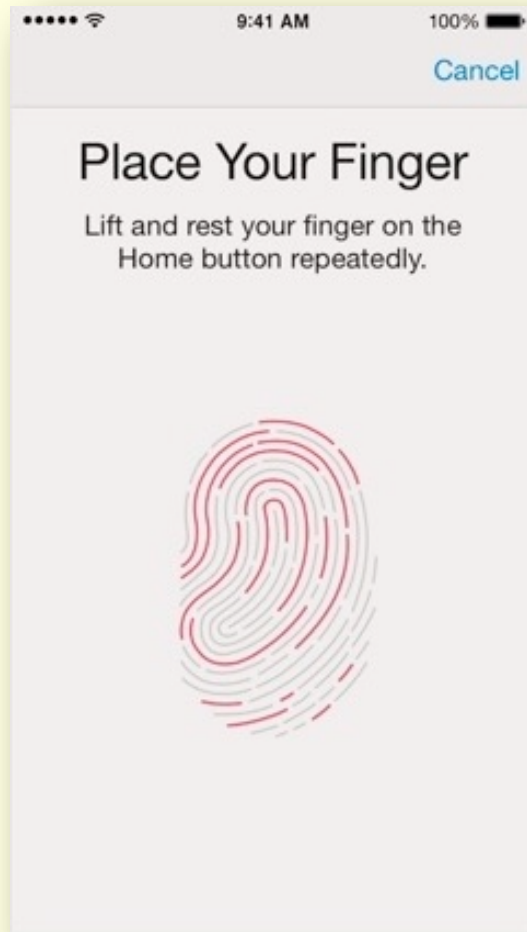 9:41 AM 100%
Cancel
Place Your Finger
Lift and rest your finger on the
Home button repeatedly.